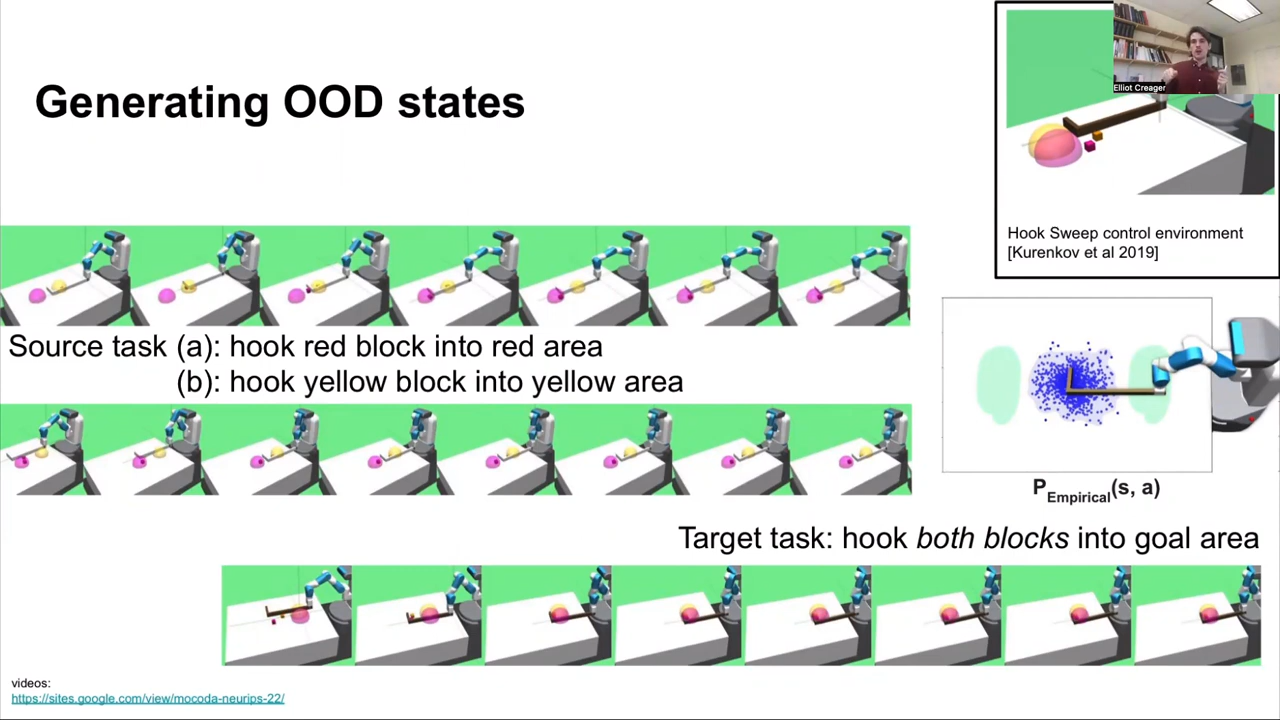 Generating OOD states
Elliot Creager
Hook Sweep control environment
[Kurenkov et al 2019]
Source task (a): hook red block into red area
(b): hook yellow block into yellow area
P_Empirical(s, a)
Target task: hook both blocks into goal area
videos:
https://sites.google.com/view/mocoda-neurips-22/